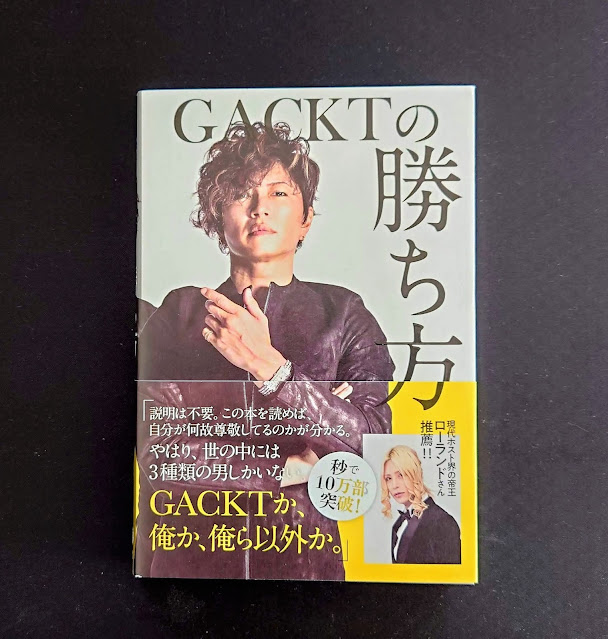 GACKTの
勝ち方
「説明は不要。この本を読めば、
自分が何故尊敬してるのかが分かる。
やはり、世の中には
3種類の男しかいない。
GACKTか、
俺か、俺ら以外か。」
秒で
10万部
突破!
現代ホスト界の帝王
ローランドさん
推薦!!